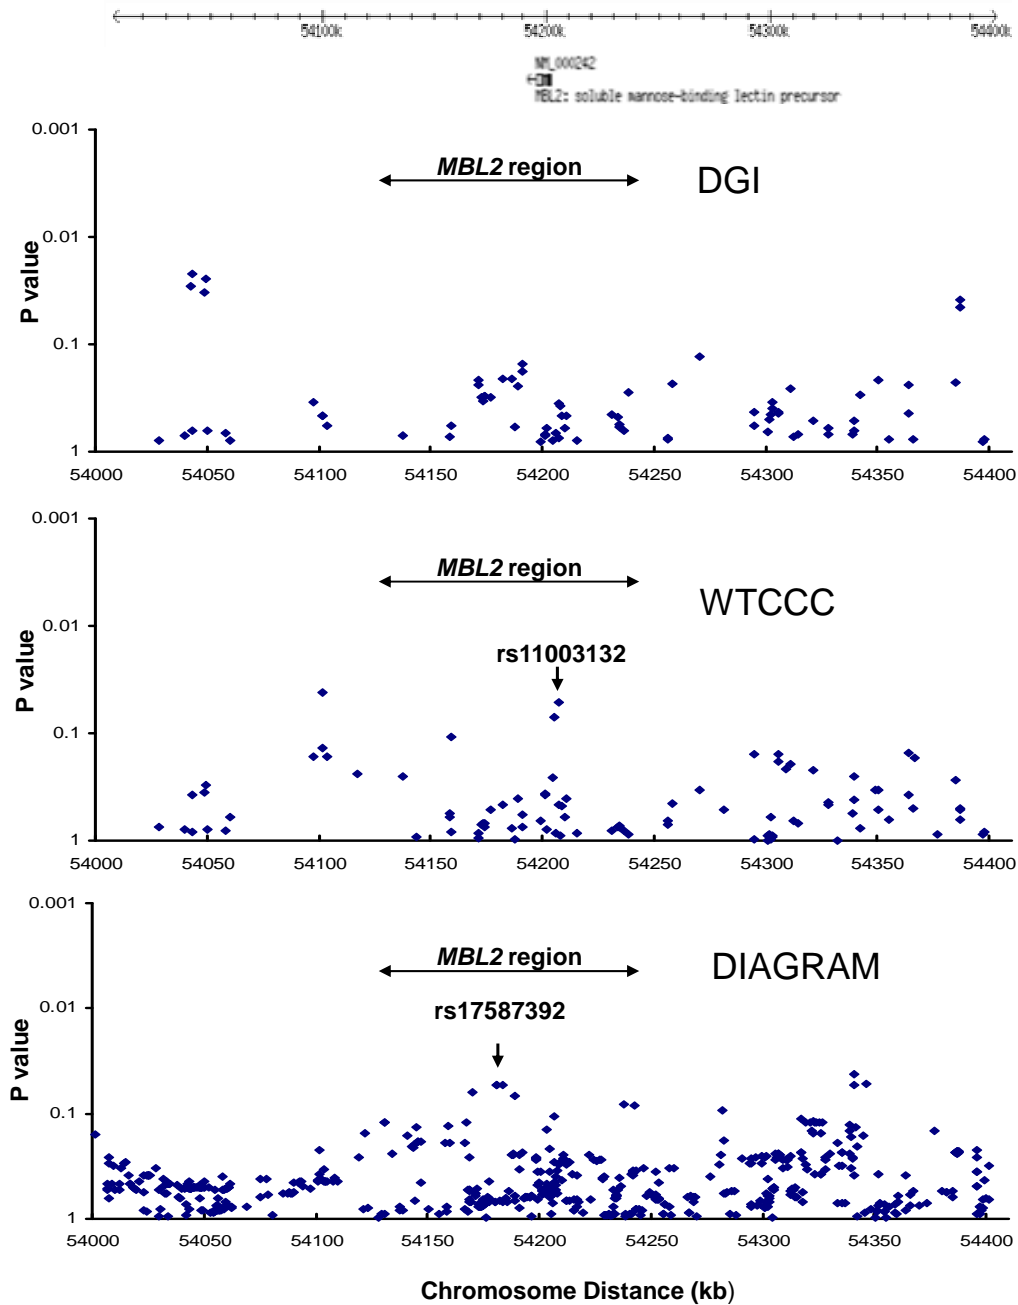 54100k 54200k 54300k 54400k
NM_000242
MBL2: soluble mannose-binding lectin precursor
0.001
MBL2 region
DGI
0.01
P value
0.1
1
54000 54050 54100 54150 54200 54250 54300 54350 54400
0.001
MBL2 region
WTCCC
0.01
rs11003132
P value
0.1
1
54000 54050 54100 54150 54200 54250 54300 54350 54400
0.001
MBL2 region
DIAGRAM
0.01
rs17587392
P value
0.1
1
54000 54050 54100 54150 54200 54250 54300 54350 54400
Chromosome Distance (kb)